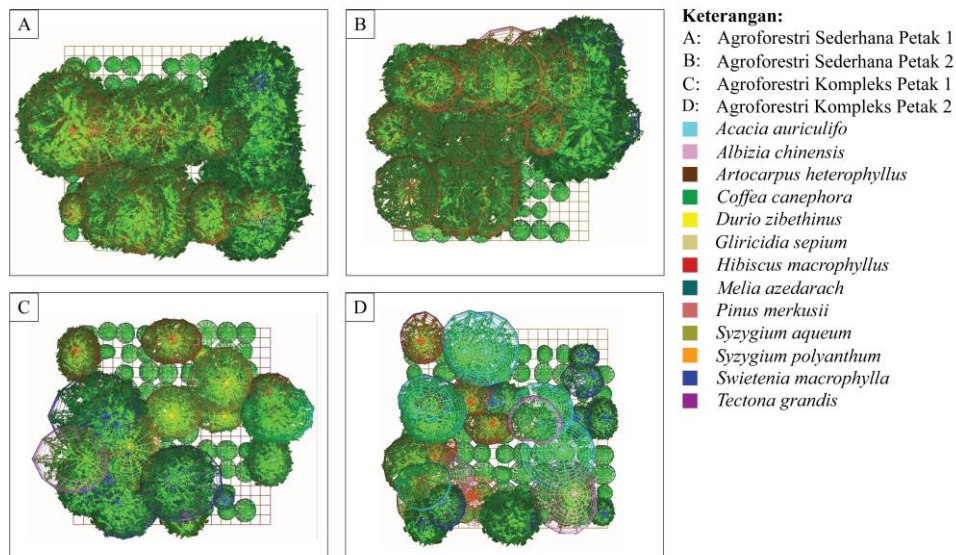 A
B
C
D
Keterangan:
A: Agroforestri Sederhana Petak 1
B: Agroforestri Sederhana Petak 2
C: Agroforestri Kompleks Petak 1
D: Agroforestri Kompleks Petak 2
Acacia auriculifo
Albizia chinensis
Artocarpus heterophyllus
Coffea canephora
Durio zibethinus
Gliricidia sepium
Hibiscus macrophyllus
Melia azedarach
Pinus merkusii
Syzygium aqueum
Syzygium polyanthum
Swietenia macrophylla
Tectona grandis